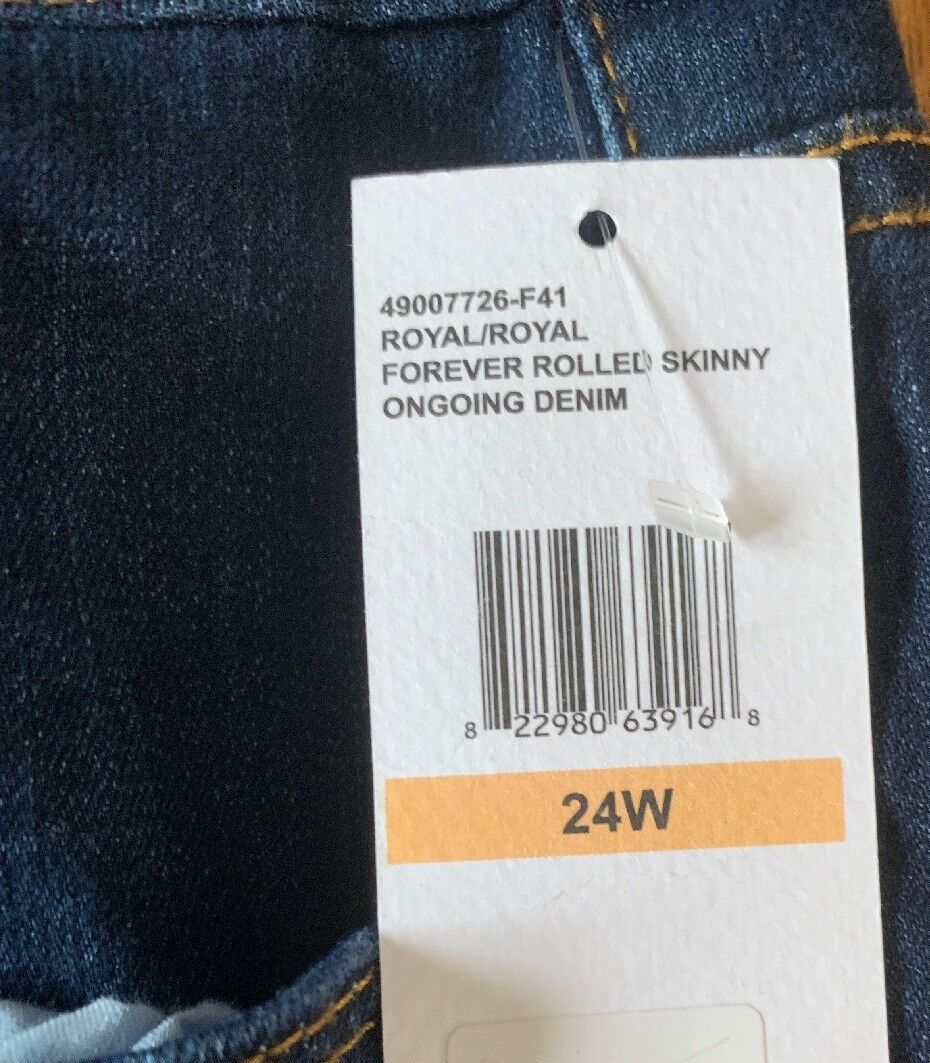 49007726-F41
ROYAL/ROYAL
FOREVER ROLLED SKINNY
ONGOING DENIM
8 22980 63916 8
24W